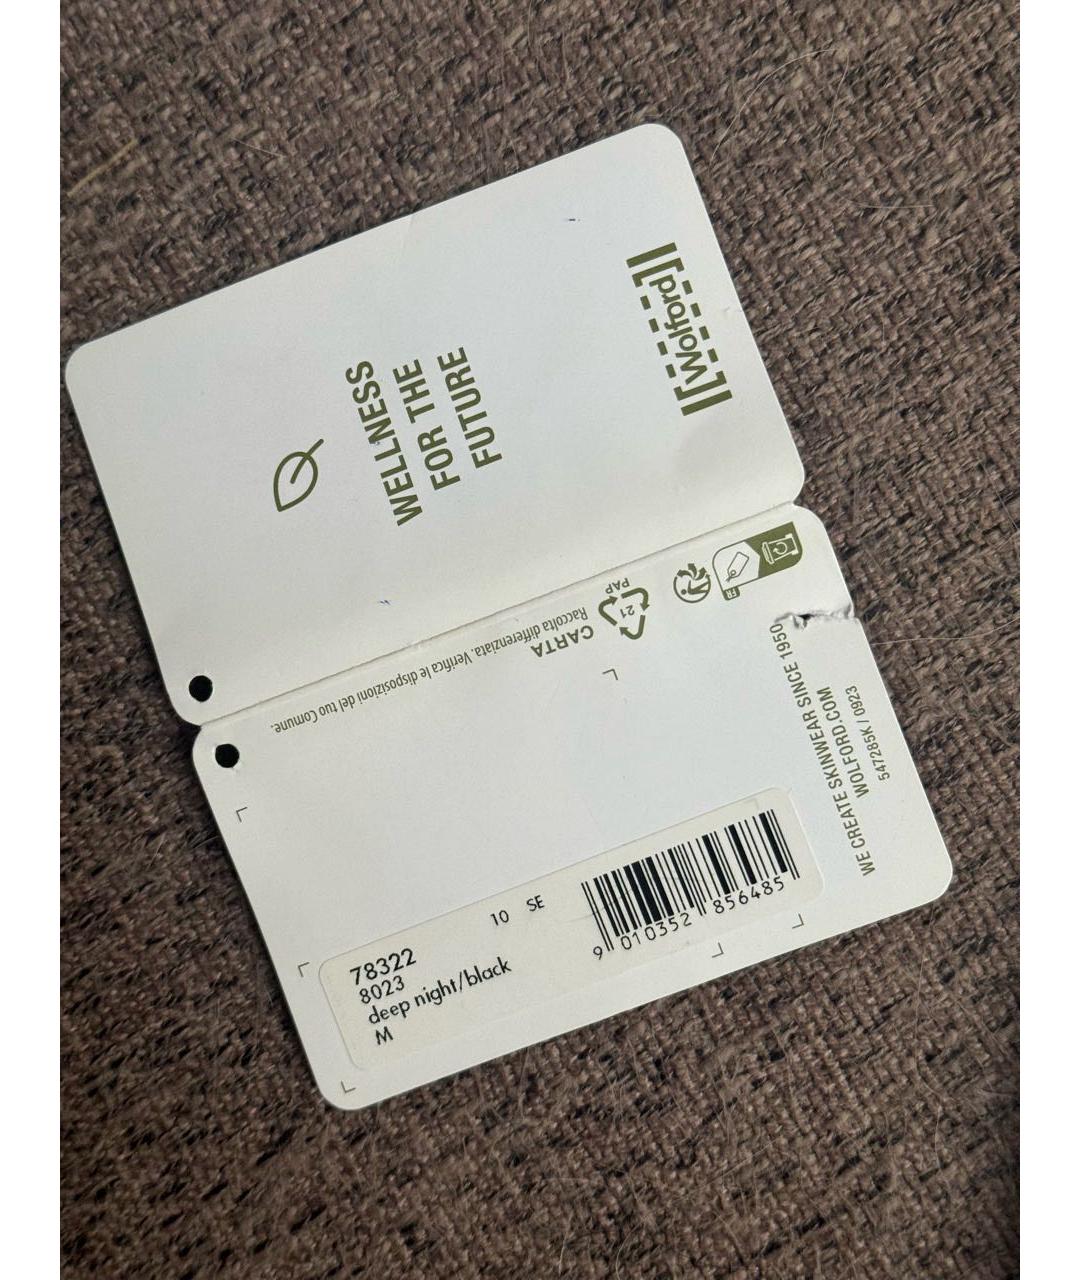 WELLNESS
FOR THE
FUTURE
[Wolford]
FR
21
PAP
CARTA
Raccolta differenziata. Verifica le disposizioni del tuo Comune.
WE CREATE SKINWEAR SINCE 1950
WOLFORD.COM
547285K / 0923
10 SE
78322
8023
deep night/black
M
9 010352 856485